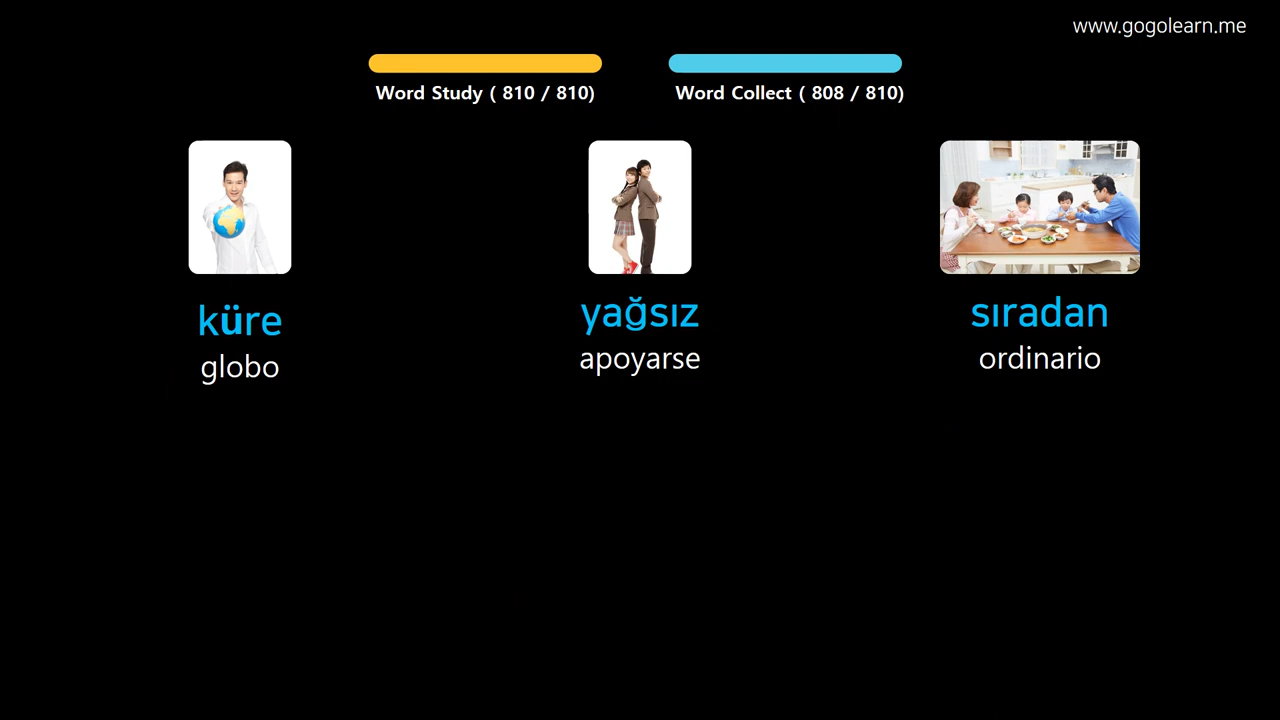 www.gogolearn.me
Word Study ( 810 / 810)
Word Collect ( 808 / 810)
küre
globo
yağsız
apoyarse
sıradan
ordinario